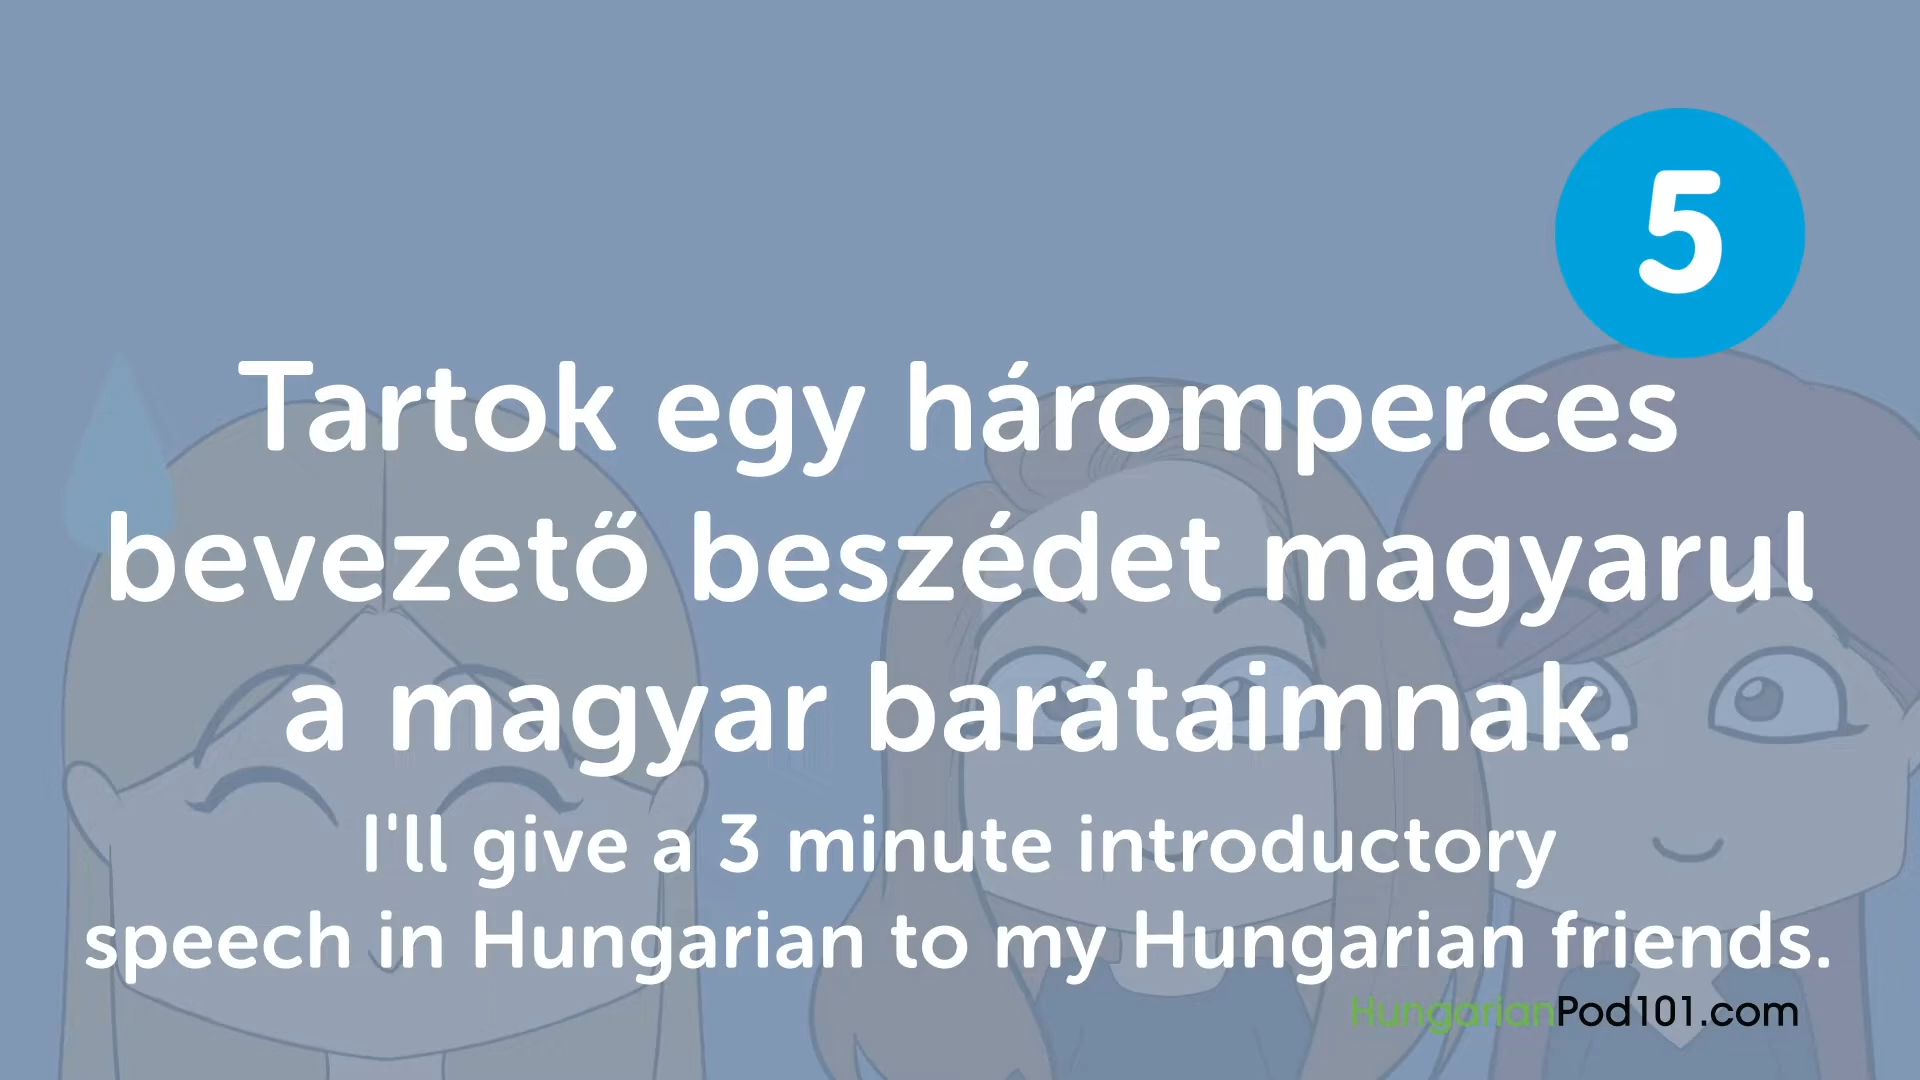 5
Tartok egy háromperces
bevezető beszédet magyarul
a magyar barátaimnak.
I'll give a 3 minute introductory
speech in Hungarian to my Hungarian friends.
HungarianPod101.com